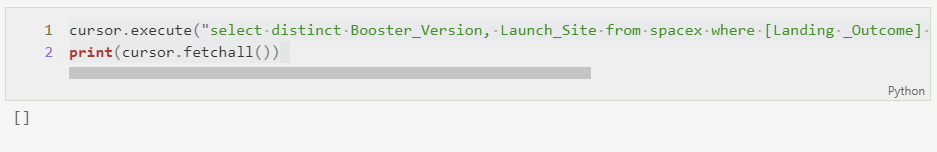 1 cursor.execute("select distinct Booster_Version, Launch_Site from spacex where [Landing _Outcome]
2 print(cursor.fetchall())
Python
[]